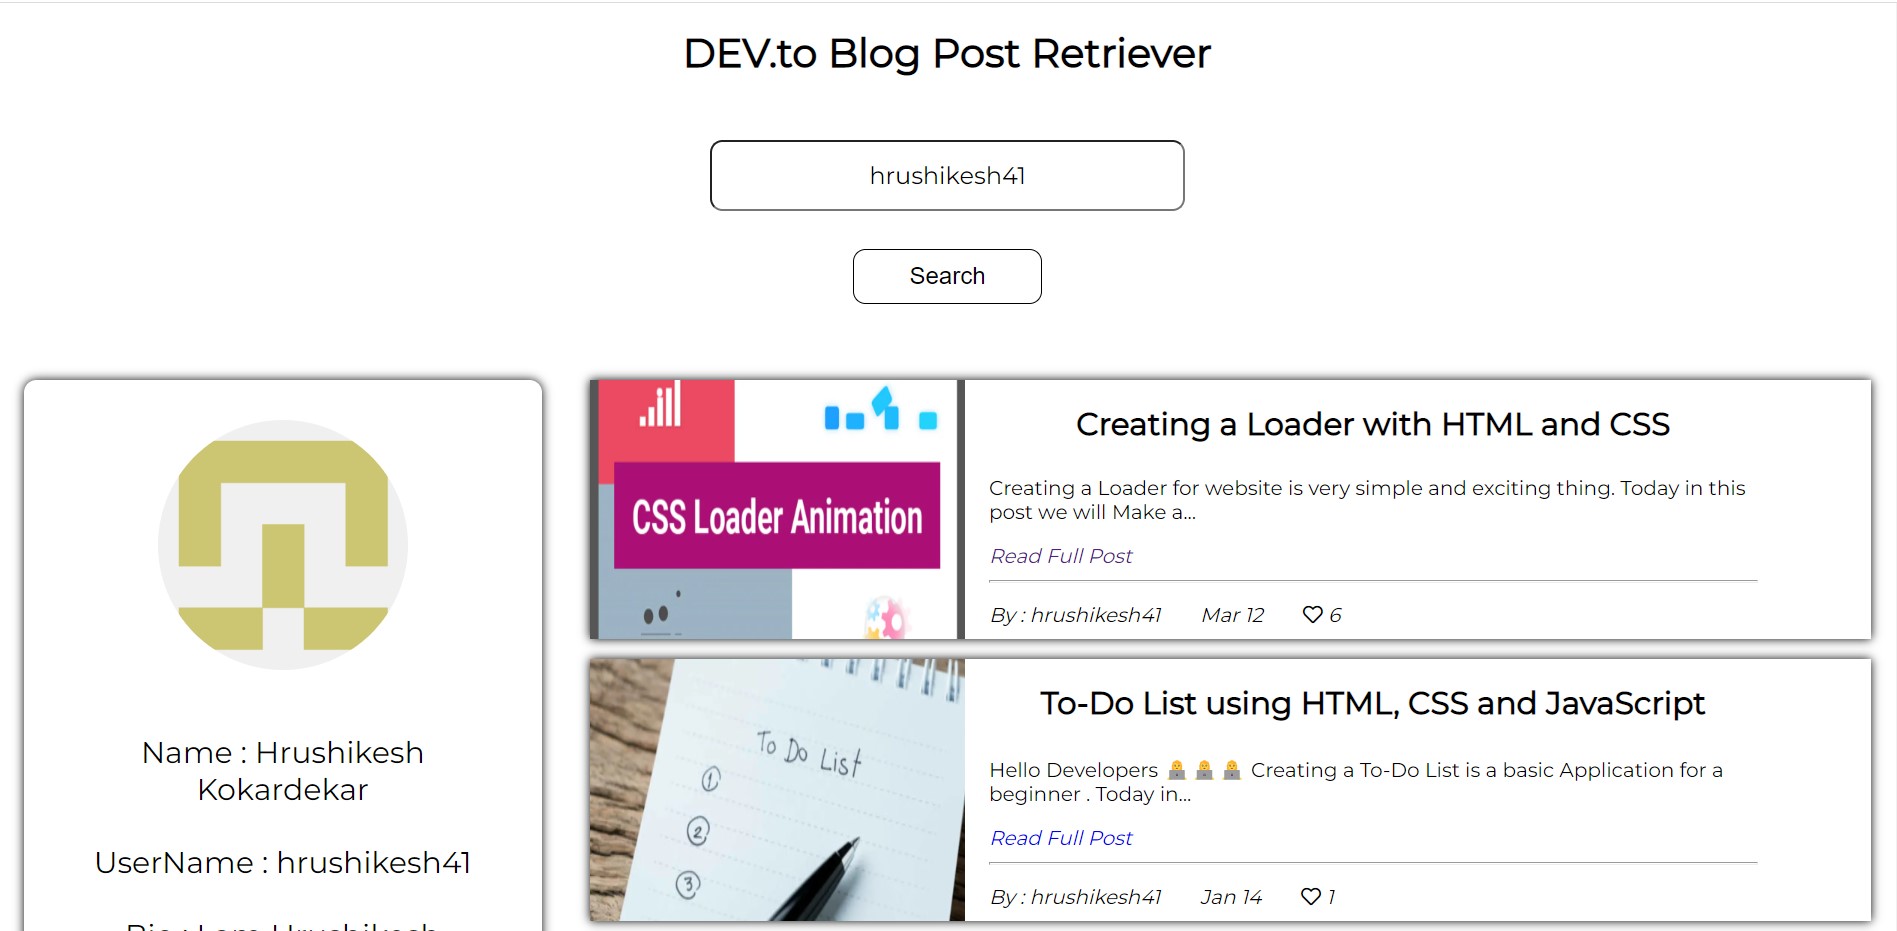 DEV.to Blog Post Retriever
hrushikesh41
Search
Name : Hrushikesh
Kokardekar
UserName : hrushikesh41
Bio : I am Hrushikesh
CSS Loader Animation
Creating a Loader with HTML and CSS
Creating a Loader for website is very simple and exciting thing. Today in this
post we will Make a...
Read Full Post
By : hrushikesh41 Mar 12 6
To Do List
1
2
3
To-Do List using HTML, CSS and JavaScript
Hello Developers 👩‍💻 👩‍💻 👩‍💻 Creating a To-Do List is a basic Application for a
beginner . Today in...
Read Full Post
By : hrushikesh41 Jan 14 1